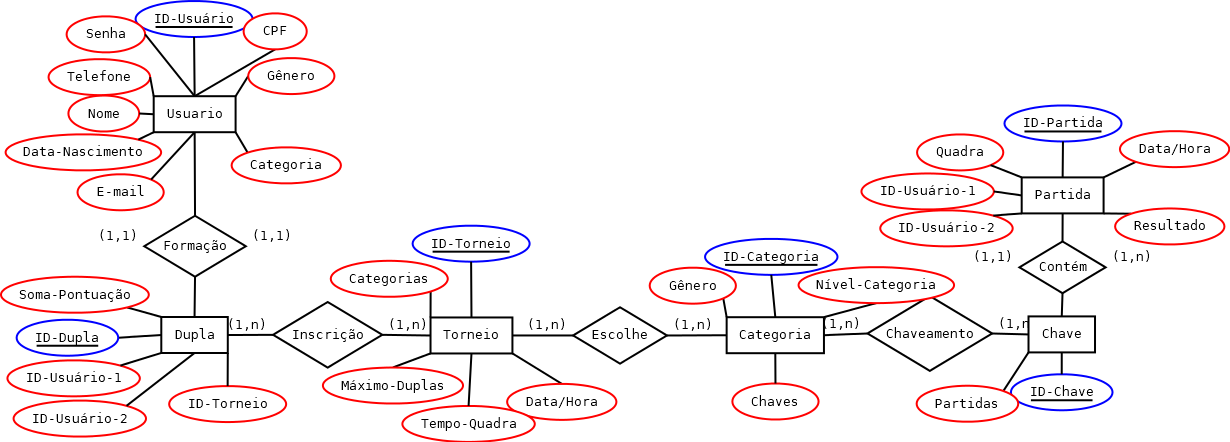 ID-Usuário
Senha
CPF
Telefone
Gênero
Nome
Usuario
Data-Nascimento
Categoria
E-mail
(1,1)
Formação
(1,1)
Soma-Pontuação
ID-Dupla
Dupla
ID-Usuário-1
ID-Usuário-2
ID-Torneio
(1,n)
Inscrição
(1,n)
ID-Torneio
Categorias
Torneio
Máximo-Duplas
Data/Hora
Tempo-Quadra
(1,n)
Escolhe
(1,n)
ID-Categoria
Gênero
Nível-Categoria
Categoria
Chaves
(1,n)
Chaveamento
(1,n
Chave
Partidas
ID-Chave
ID-Partida
Quadra
Data/Hora
ID-Usuário-1
Partida
ID-Usuário-2
Resultado
(1,1)
Contém
(1,n)